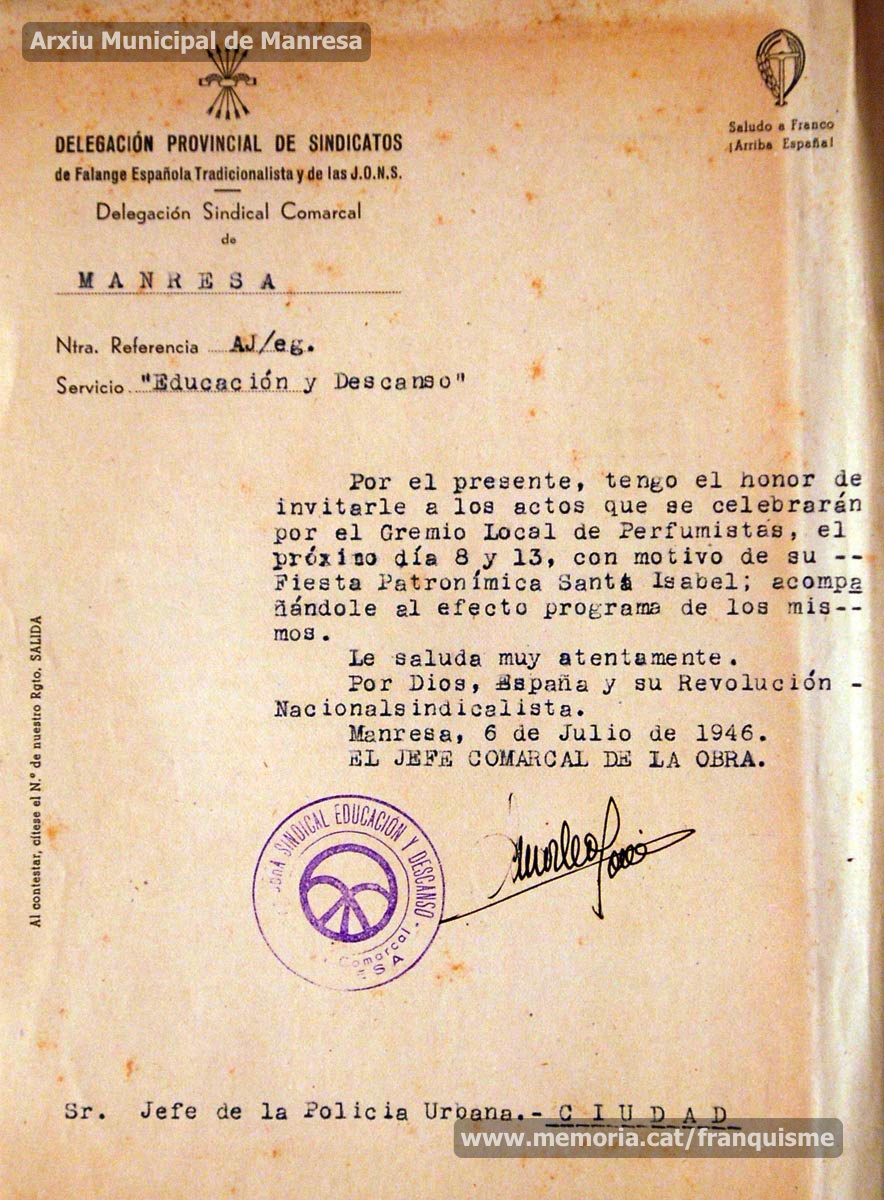 Arxiu Municipal de Manresa
DELEGACIÓN PROVINCIAL DE SINDICATOS
de Falange Española Tradicionalista y de las J.O.N.S.
Delegación Sindical Comarcal
de
MANRESA
Saludo a Franco
¡Arriba España!
Ntra. Referencia AJ/eg.
Servicio "Educación y Descanso"
Por el presente, tengo el honor de
invitarle a los actos que se celebrarán
por el Gremio Local de Perfumistas, el
próximo día 8 y 13, con motivo de su --
Fiesta Patronímica Santa Isabel; acompa
ñándole al efecto programa de los mis--
mos.
Le saluda muy atentamente.
Por Dios, España y su Revolución -
Nacionalsindicalista.
Manresa, 6 de Julio de 1946.
EL JEFE COMARCAL DE LA OBRA.
Al contestar, cítese el N.º de nuestro Rgto. SALIDA
SINDICAL EDUCACIÓN Y DESCANSO
Comarcal
ESA
Sr. Jefe de la Policia Urbana.- CIUDAD
www.memoria.cat/franquisme